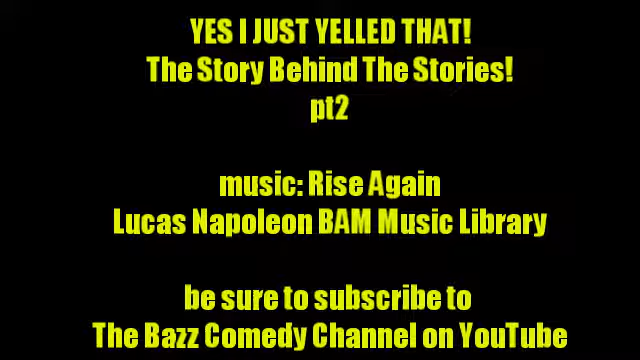 YES I JUST YELLED THAT!
The Story Behind The Stories!
pt2
music: Rise Again
Lucas Napoleon BAM Music Library
be sure to subscribe to
The Bazz Comedy Channel on YouTube